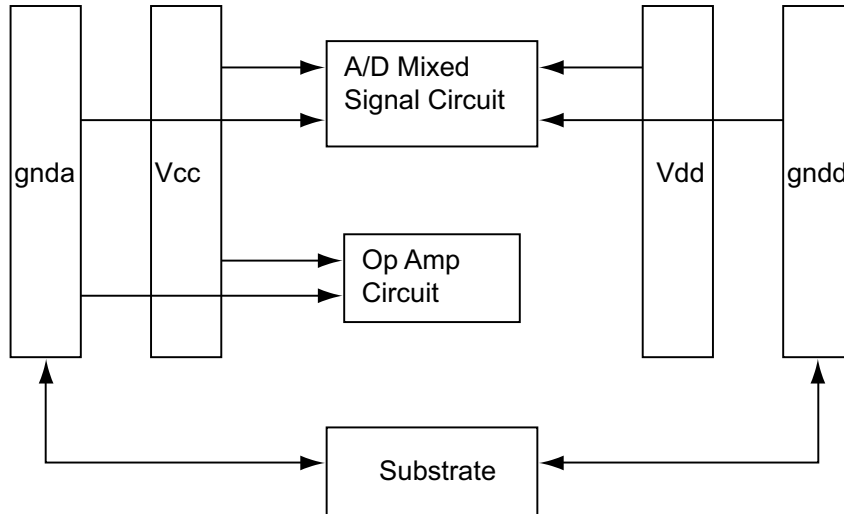 A/D Mixed
Signal Circuit
gnda
Vcc
Vdd
gndd
Op Amp
Circuit
Substrate